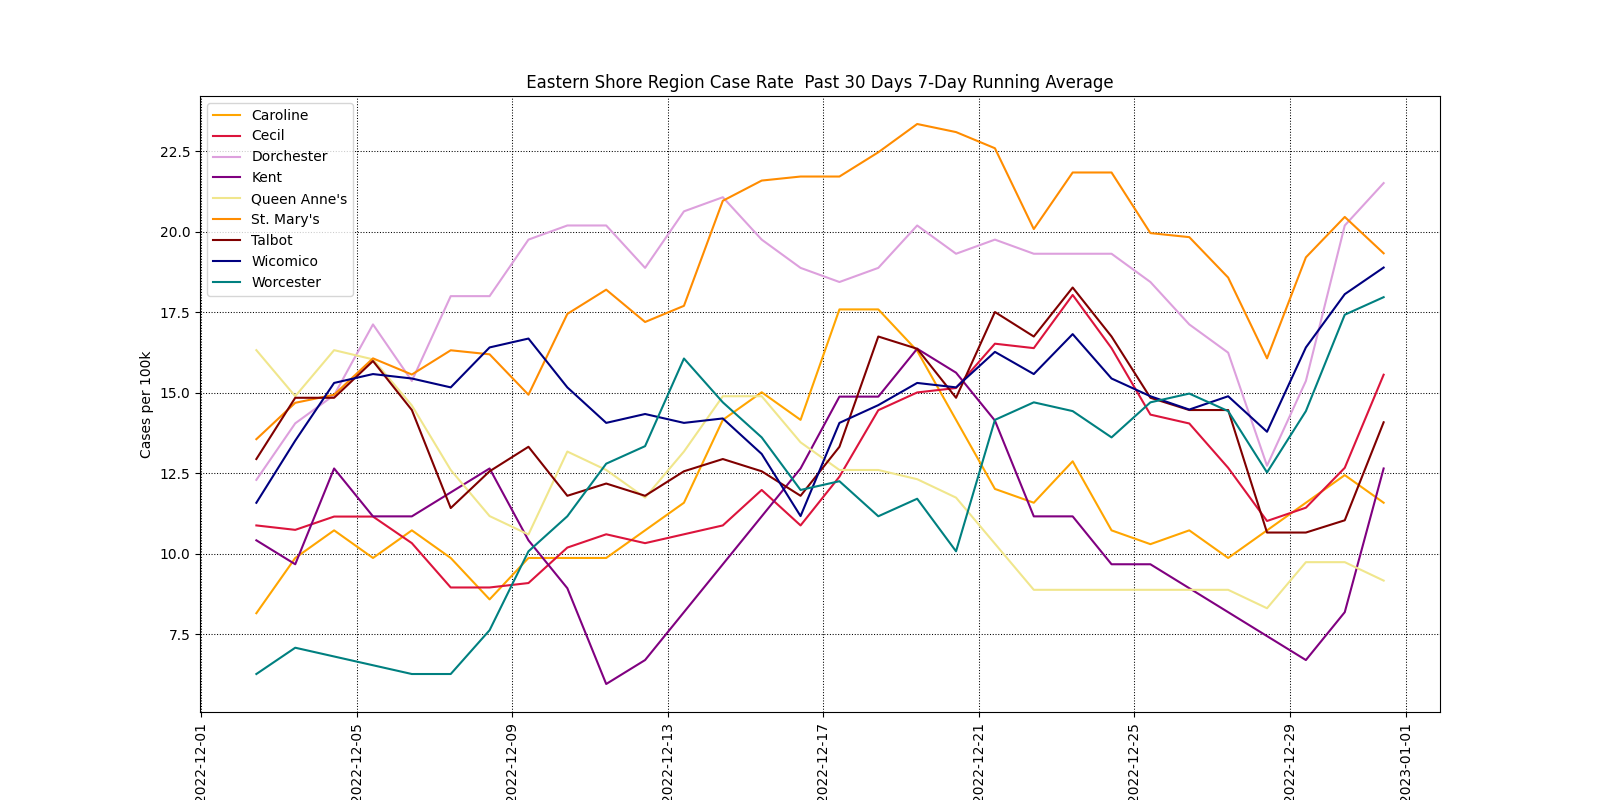 Eastern Shore Region Case Rate  Past 30 Days 7-Day Running Average
Caroline
Cecil
Dorchester
Kent
Queen Anne's
St. Mary's
Talbot
Wicomico
Worcester
Cases per 100k
22.5
20.0
17.5
15.0
12.5
10.0
7.5
2022-12-01
2022-12-05
2022-12-09
2022-12-13
2022-12-17
2022-12-21
2022-12-25
2022-12-29
2023-01-01